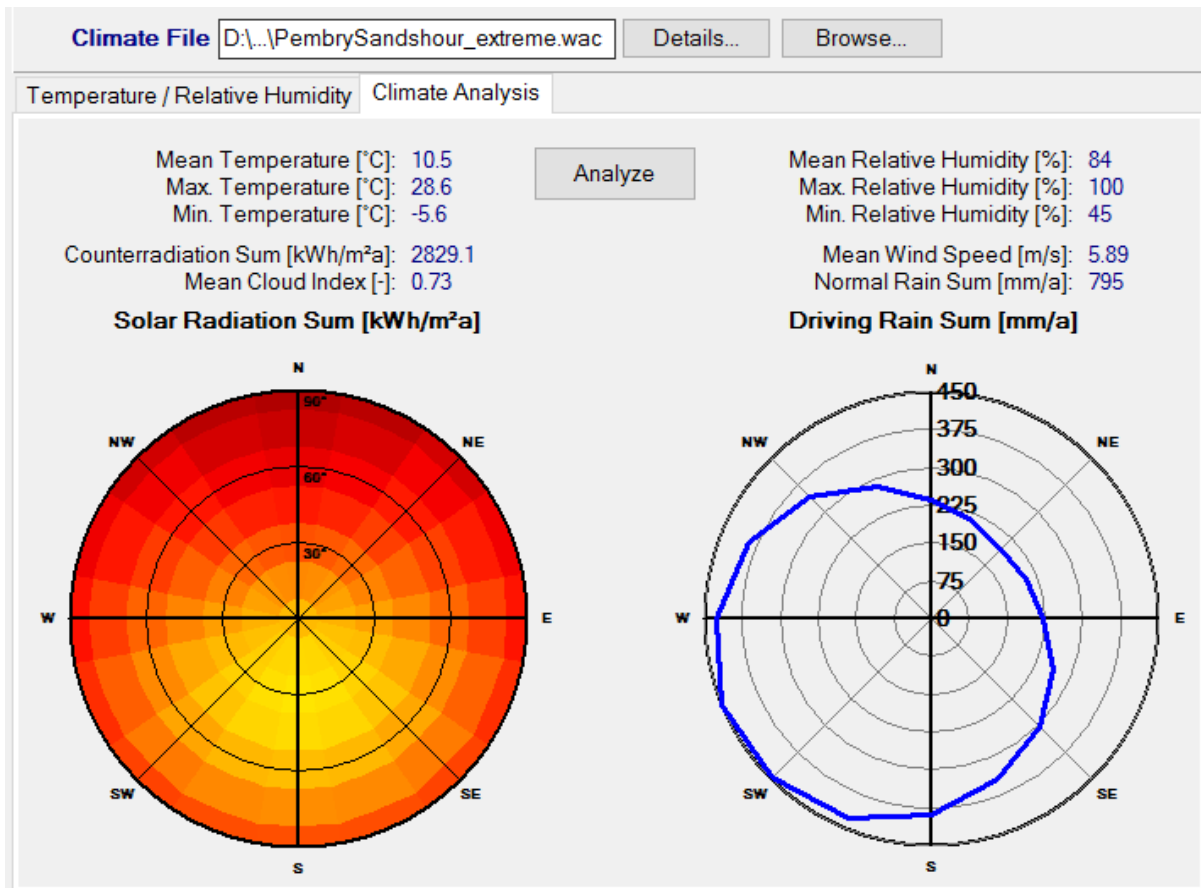 Climate File D:\...\PembrySandshour_extreme.wac Details... Browse...
Temperature / Relative Humidity Climate Analysis
Mean Temperature [°C]: 10.5
Max. Temperature [°C]: 28.6
Min. Temperature [°C]: -5.6
Counterradiation Sum [kWh/m²a]: 2829.1
Mean Cloud Index [-]: 0.73
Analyze
Mean Relative Humidity [%]: 84
Max. Relative Humidity [%]: 100
Min. Relative Humidity [%]: 45
Mean Wind Speed [m/s]: 5.89
Normal Rain Sum [mm/a]: 795
Solar Radiation Sum [kWh/m²a]
N
90°
NW
NE
60°
30°
W
E
SW
SE
S
Driving Rain Sum [mm/a]
N
450
NW
NE
375
300
225
150
75
W
0
E
SW
SE
S